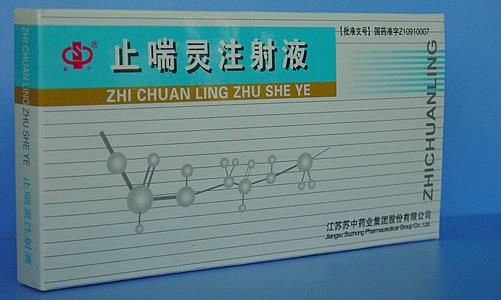 【批准文号】国药准字Z10910007
止喘灵注射液
ZHI CHUAN LING ZHU SHE YE
ZHICHUANLING
江苏苏中药业集团股份有限公司
Jiangsu Suzhong Pharmaceutical Group Co., Ltd.
ZHI CHUAN LING ZHU SHE YE
止喘灵注射液